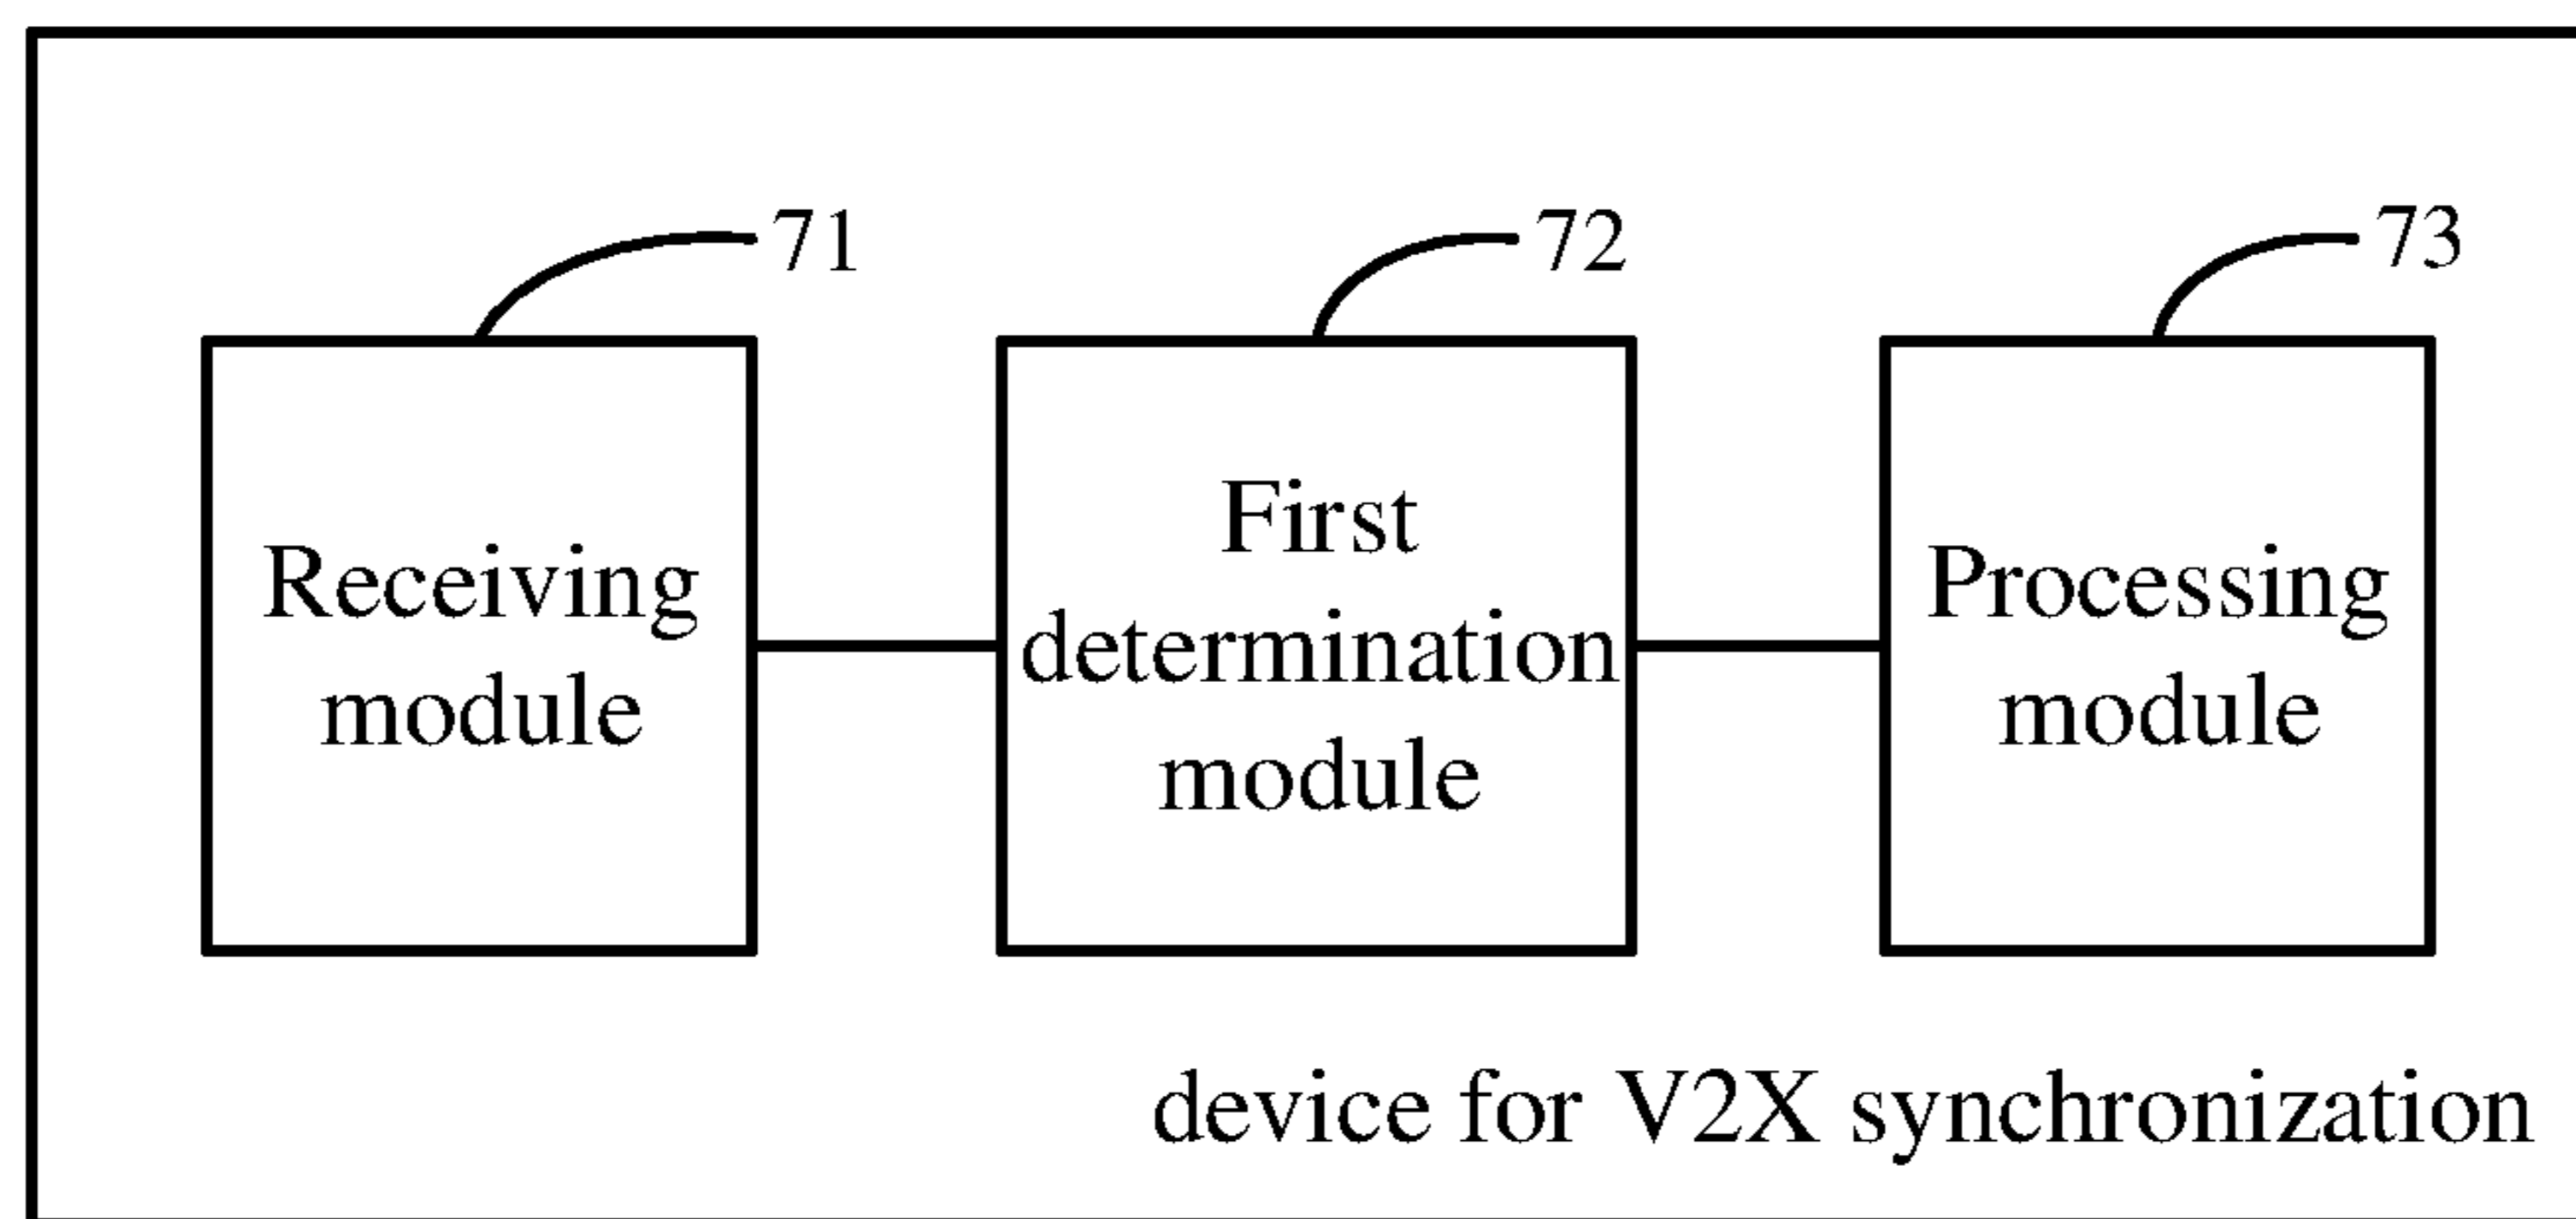 71
72
73
Receiving
module
First
determination
module
Processing
module
device for V2X synchronization